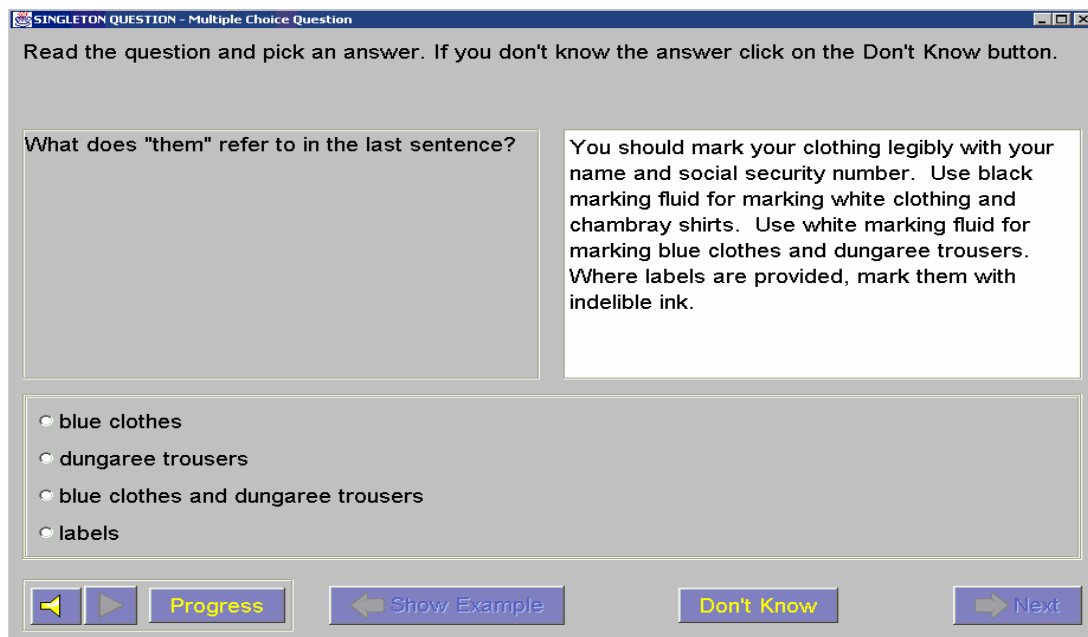 SINGLETON QUESTION - Multiple Choice Question
Read the question and pick an answer. If you don't know the answer click on the Don't Know button.
What does "them" refer to in the last sentence?
You should mark your clothing legibly with your
name and social security number.  Use black
marking fluid for marking white clothing and
chambray shirts.  Use white marking fluid for
marking blue clothes and dungaree trousers.
Where labels are provided, mark them with
indelible ink.
blue clothes
dungaree trousers
blue clothes and dungaree trousers
labels
Progress
Show Example
Don't Know
Next